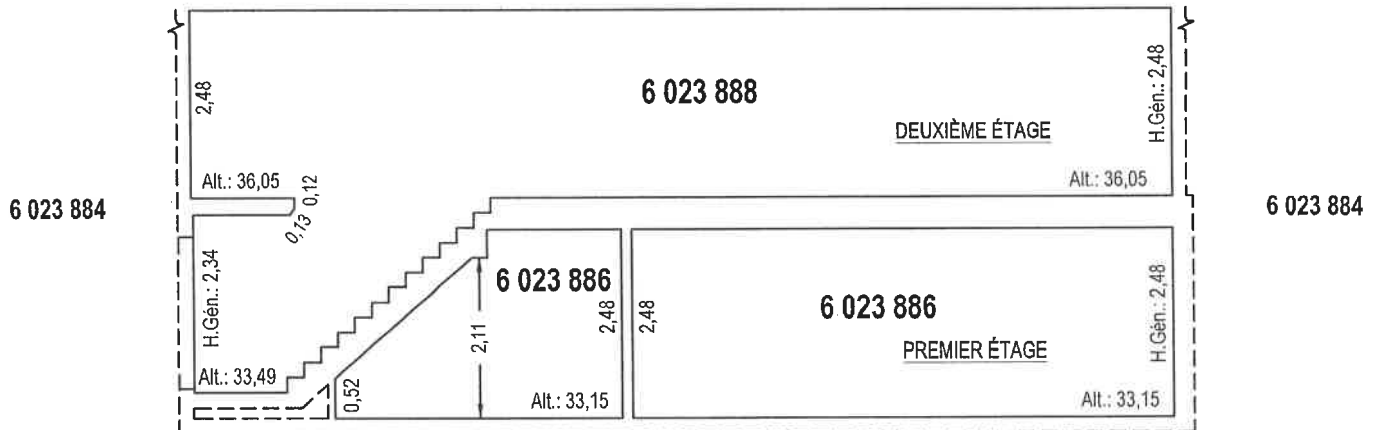 2,48
6 023 888
DEUXIÈME ÉTAGE
H.Gén.: 2,48
Alt.: 36,05
0,12
Alt.: 36,05
6 023 884
6 023 884
0,13
H.Gén.: 2,34
6 023 886
2,48
2,48
6 023 886
H.Gén.: 2,48
2,11
PREMIER ÉTAGE
Alt.: 33,49
0,52
Alt.: 33,15
Alt.: 33,15